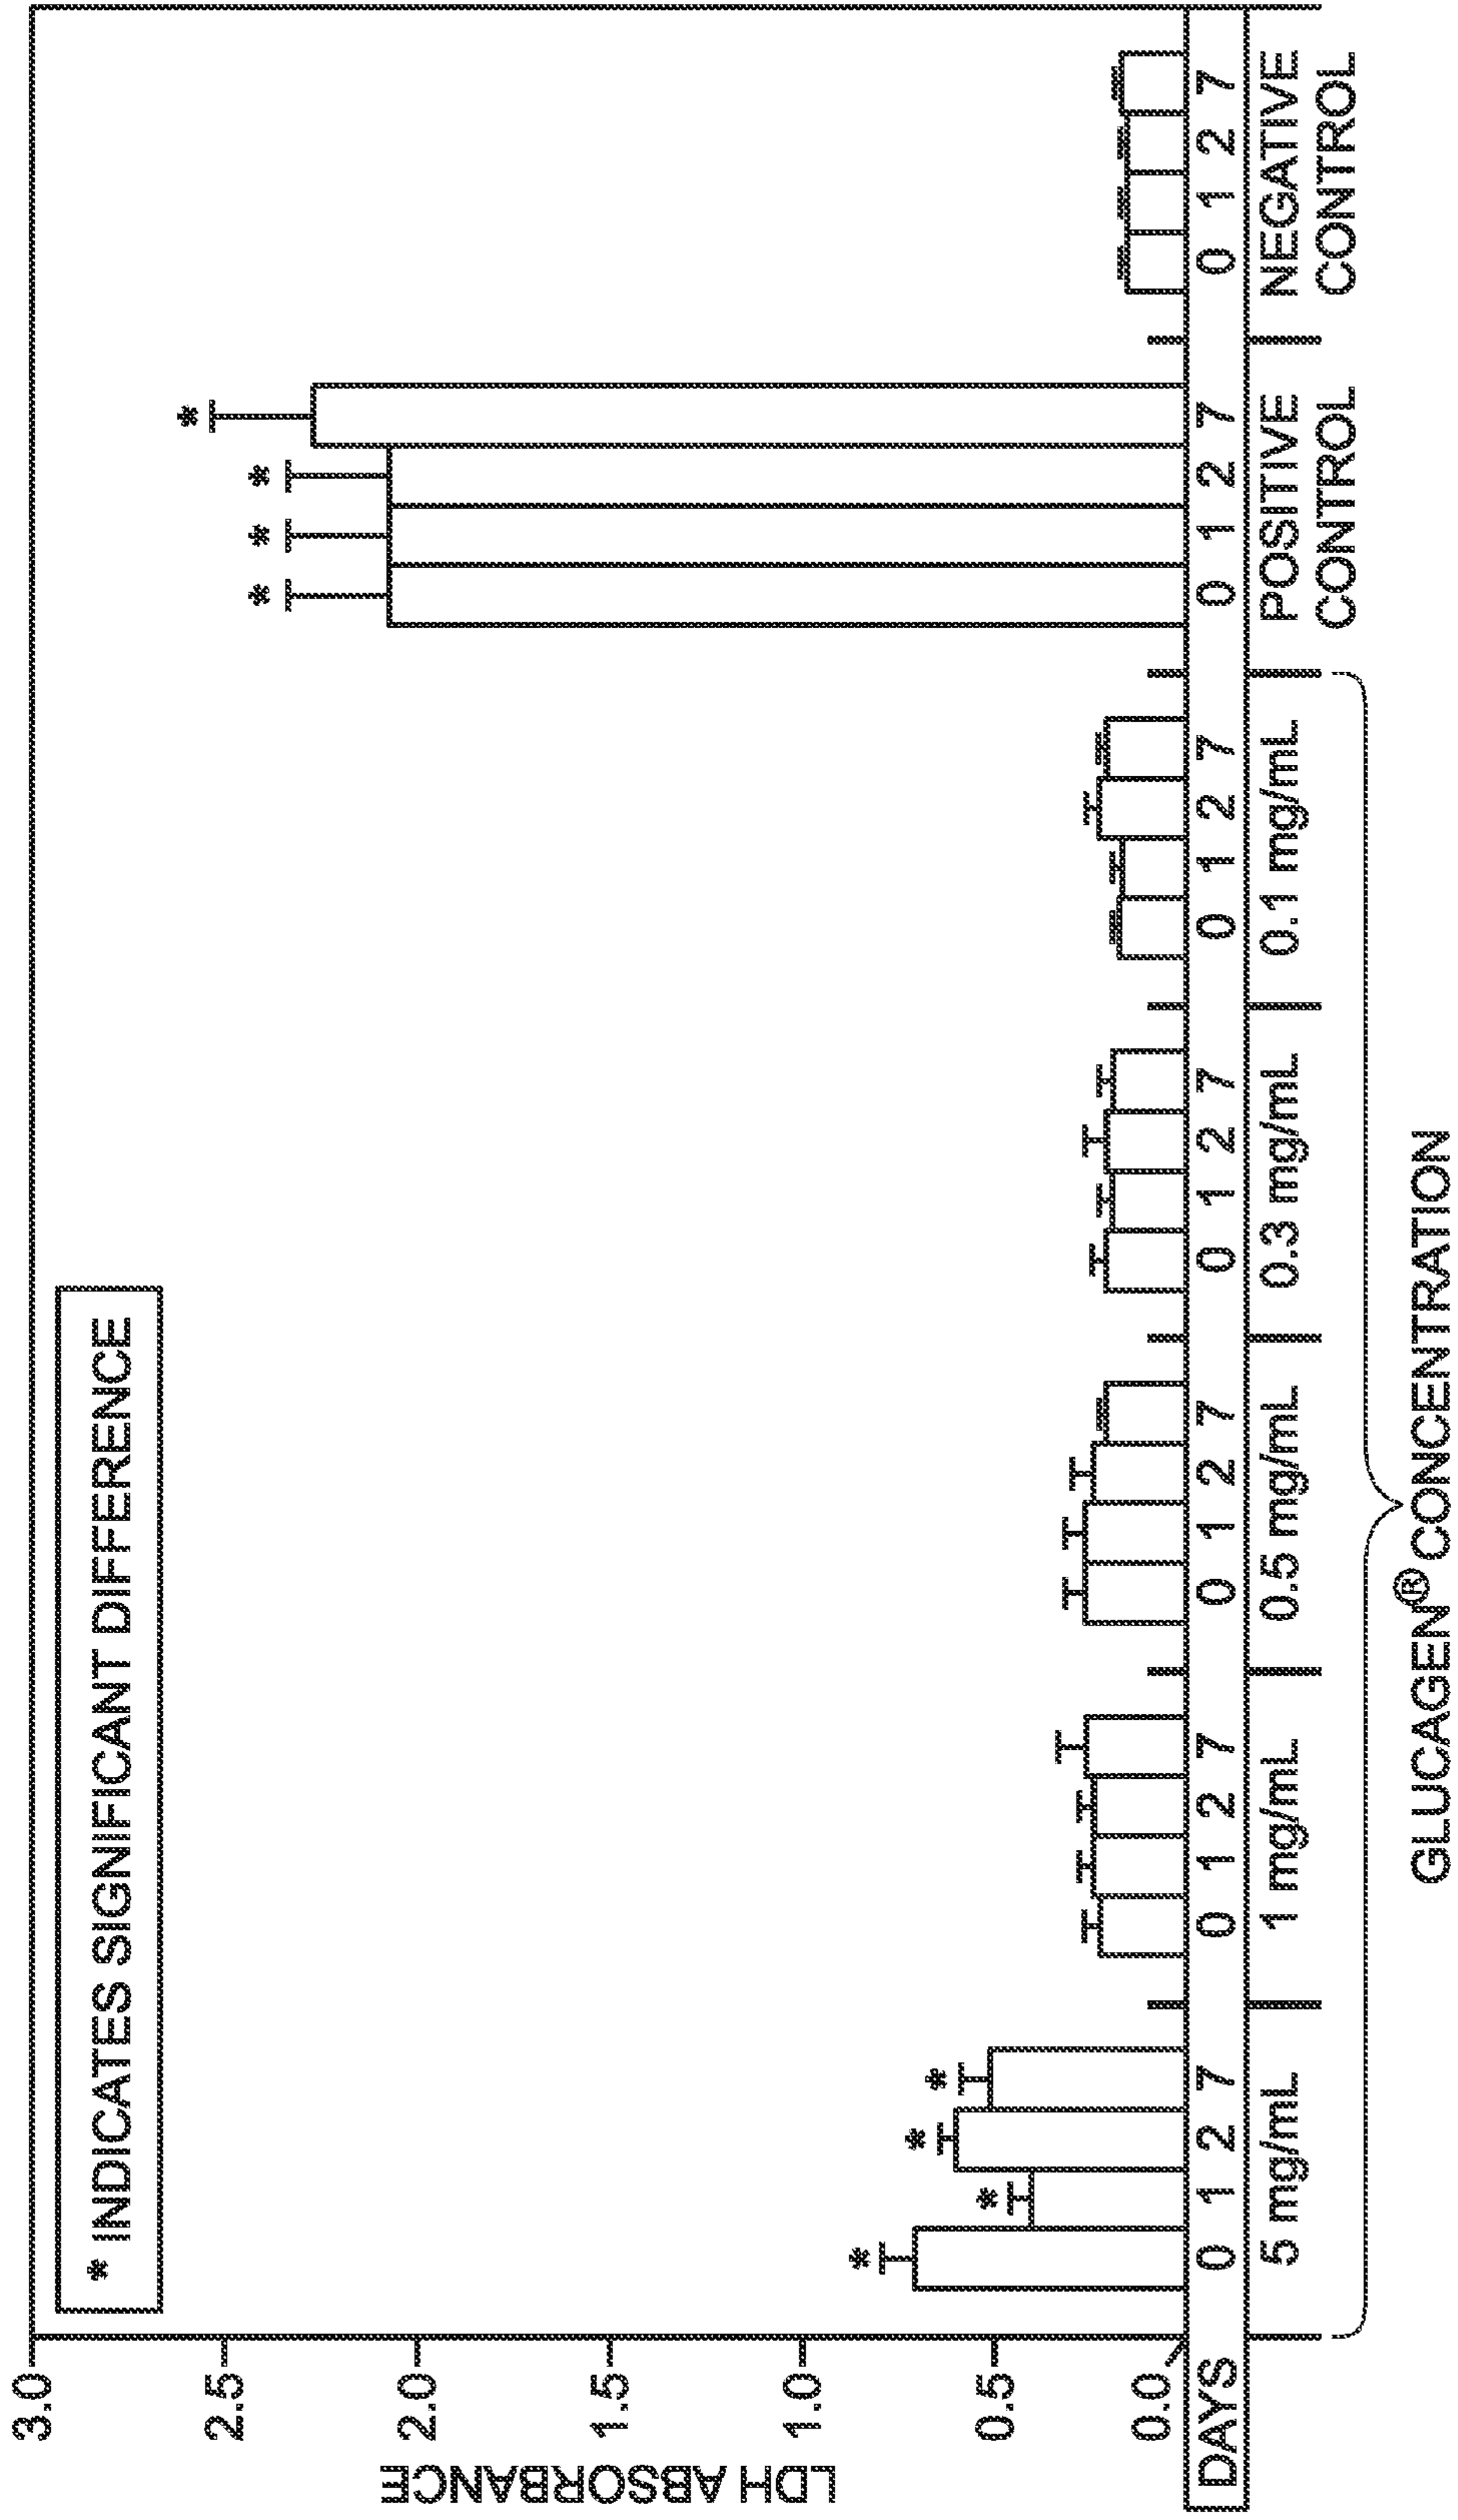 * INDICATES SIGNIFICANT DIFFERENCE
LDH ABSORBANCE
3.0
2.5
2.0
1.5
1.0
0.5
0.0
* * * * * * * *
DAYS 0 1 2 7 0 1 2 7 0 1 2 7 0 1 2 7 0 1 2 7 0 1 2 7 0 1 2 7
5 mg/mL 1 mg/mL 0.5 mg/mL 0.3 mg/mL 0.1 mg/mL POSITIVE NEGATIVE
CONTROL CONTROL
GLUCAGEN® CONCENTRATION